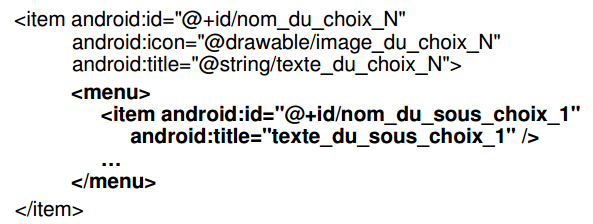 <item android:id="@+id/nom_du_choix_N"
android:icon="@drawable/image_du_choix_N"
android:title="@string/texte_du_choix_N">
<menu>
<item android:id="@+id/nom_du_sous_choix_1"
android:title="texte_du_sous_choix_1" />
...
</menu>
</item>